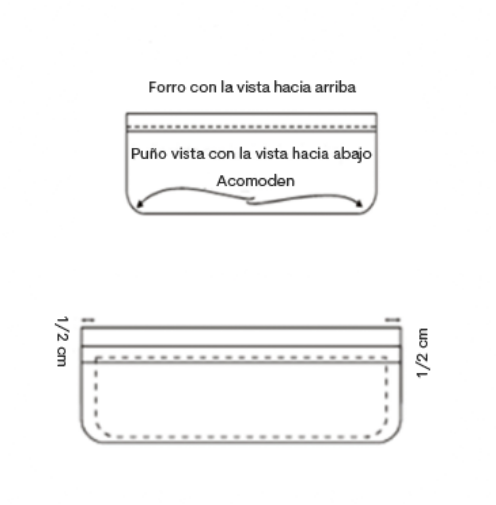 Forro con la vista hacia arriba
Puño vista con la vista hacia abajo
Acomoden
1/2 cm
1/2 cm